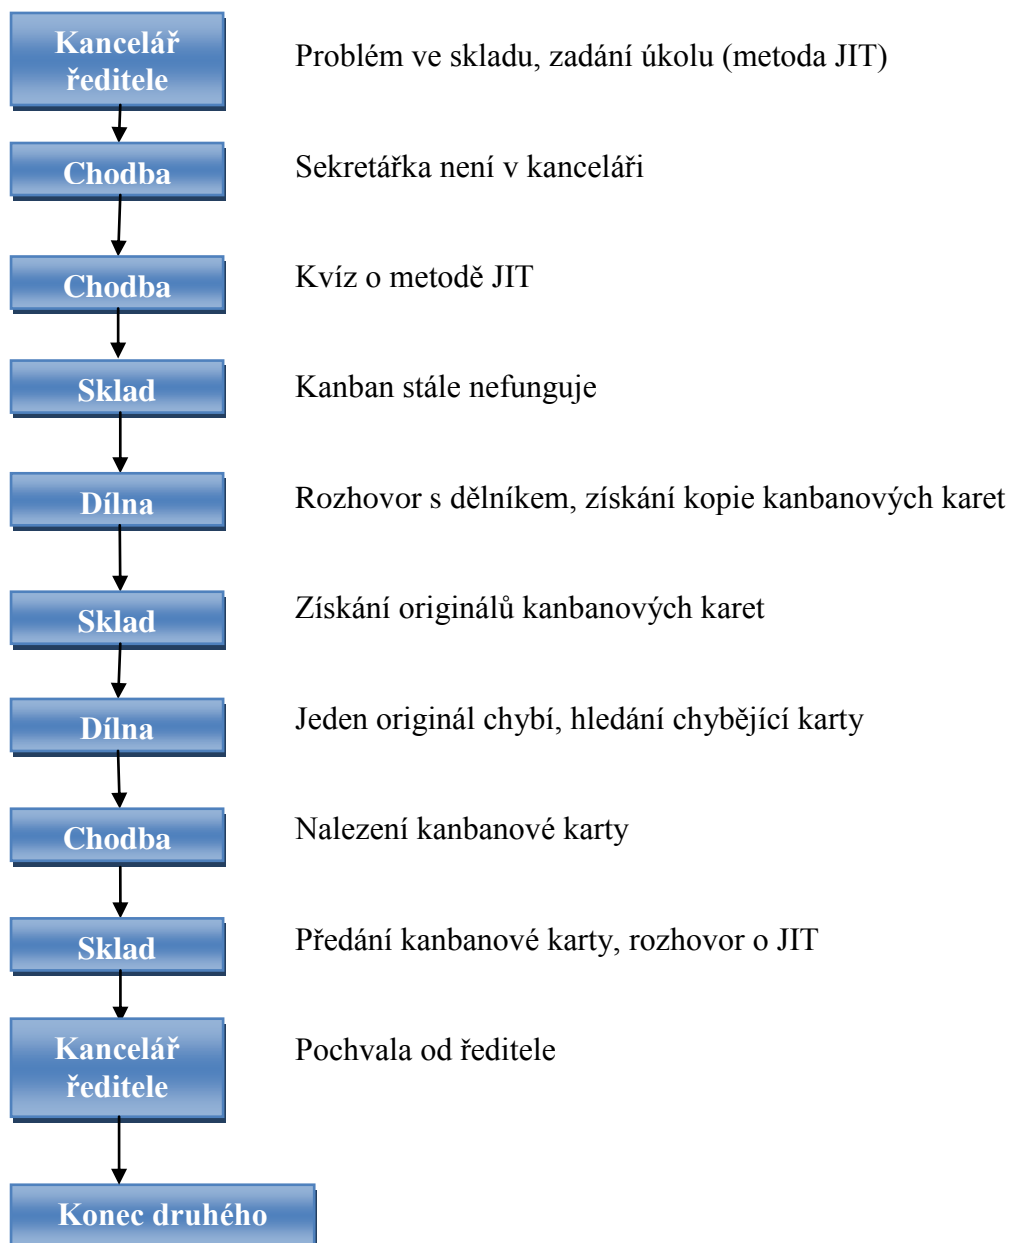 Kancelář
ředitele
Problém ve skladu, zadání úkolu (metoda JIT)
Chodba
Sekretářka není v kanceláři
Chodba
Kvíz o metodě JIT
Sklad
Kanban stále nefunguje
Dílna
Rozhovor s dělníkem, získání kopie kanbanových karet
Sklad
Získání originálů kanbanových karet
Dílna
Jeden originál chybí, hledání chybějící karty
Chodba
Nalezení kanbanové karty
Sklad
Předání kanbanové karty, rozhovor o JIT
Kancelář
ředitele
Pochvala od ředitele
Konec druhého